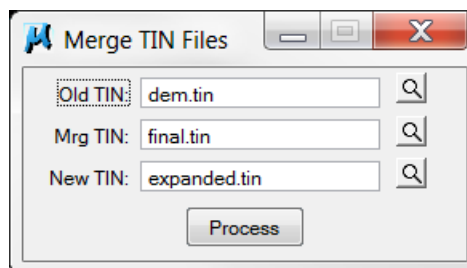 Merge TIN Files
Old TIN: dem.tin
Mrg TIN: final.tin
New TIN: expanded.tin
Process